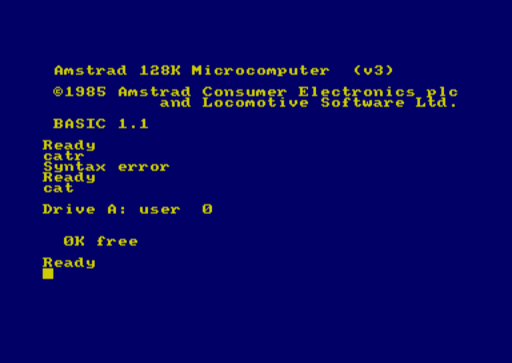 Amstrad 128K Microcomputer (v3)
©1985 Amstrad Consumer Electronics plc
and Locomotive Software Ltd.
BASIC 1.1
Ready
catr
Syntax error
Ready
cat
Drive A: user 0
0K free
Ready